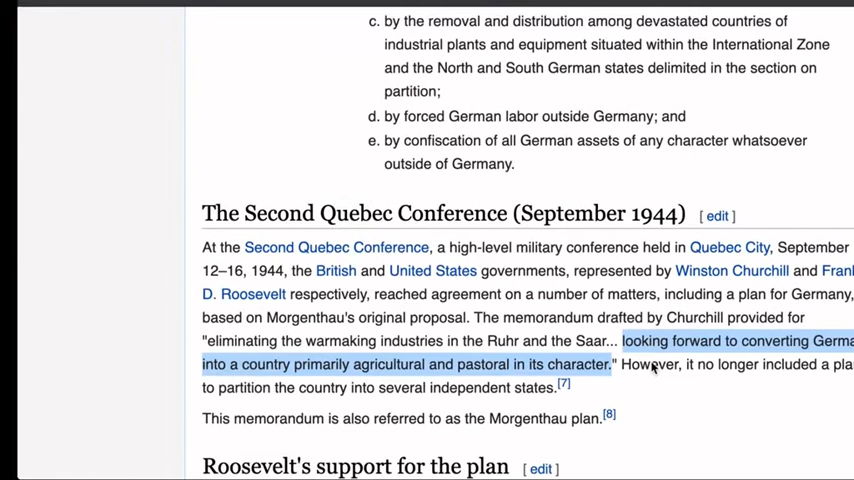 c. by the removal and distribution among devastated countries of
industrial plants and equipment situated within the International Zone
and the North and South German states delimited in the section on
partition;
d. by forced German labor outside Germany; and
e. by confiscation of all German assets of any character whatsoever
outside of Germany.
The Second Quebec Conference (September 1944) [ edit ]
At the Second Quebec Conference, a high-level military conference held in Quebec City, September
12–16, 1944, the British and United States governments, represented by Winston Churchill and Frank
D. Roosevelt respectively, reached agreement on a number of matters, including a plan for Germany,
based on Morgenthau's original proposal. The memorandum drafted by Churchill provided for
"eliminating the warmaking industries in the Ruhr and the Saar... looking forward to converting Germa
into a country primarily agricultural and pastoral in its character." However, it no longer included a pla
to partition the country into several independent states.[7]
This memorandum is also referred to as the Morgenthau plan.[8]
Roosevelt's support for the plan [ edit ]